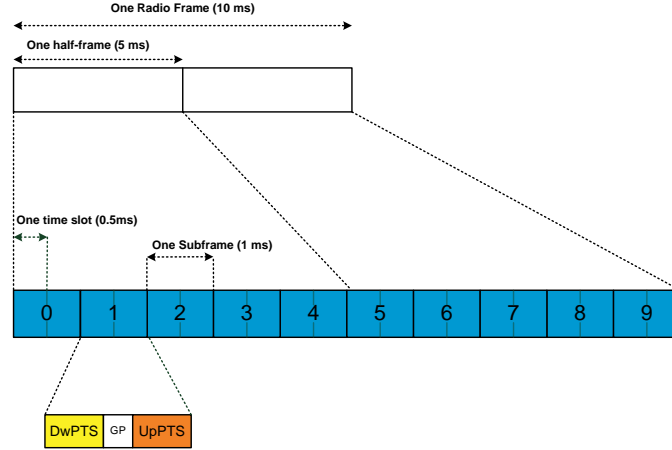 One Radio Frame (10 ms)
One half-frame (5 ms)
One time slot (0.5ms)
One Subframe (1 ms)
0 1 2 3 4 5 6 7 8 9
DwPTS GP UpPTS